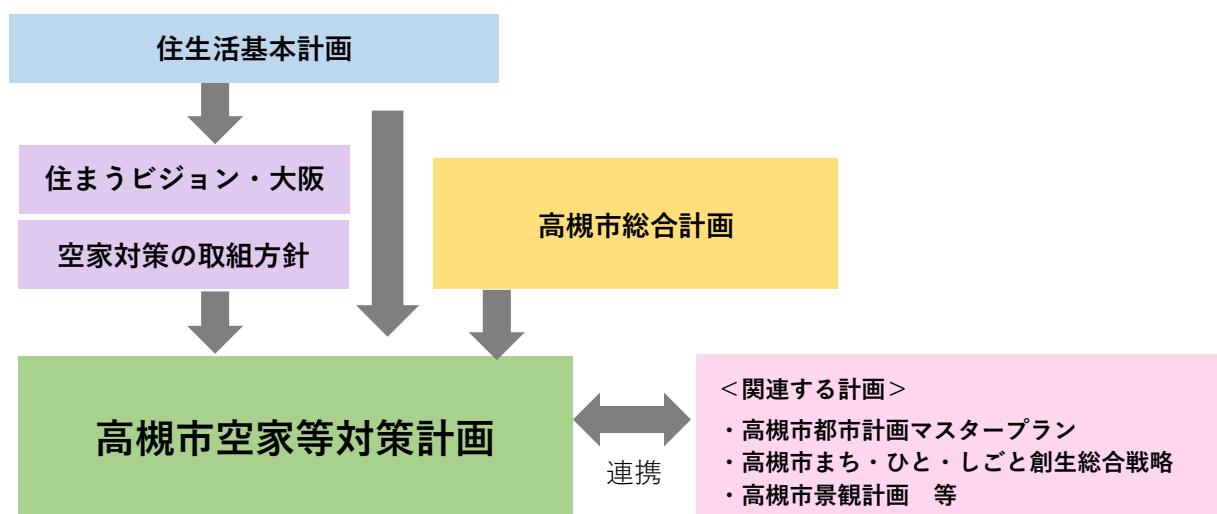 住生活基本計画
住まうビジョン・大阪
空家対策の取組方針
高槻市総合計画
高槻市空家等対策計画
連携
＜関連する計画＞
・高槻市都市計画マスタープラン
・高槻市まち・ひと・しごと創生総合戦略
・高槻市景観計画　等